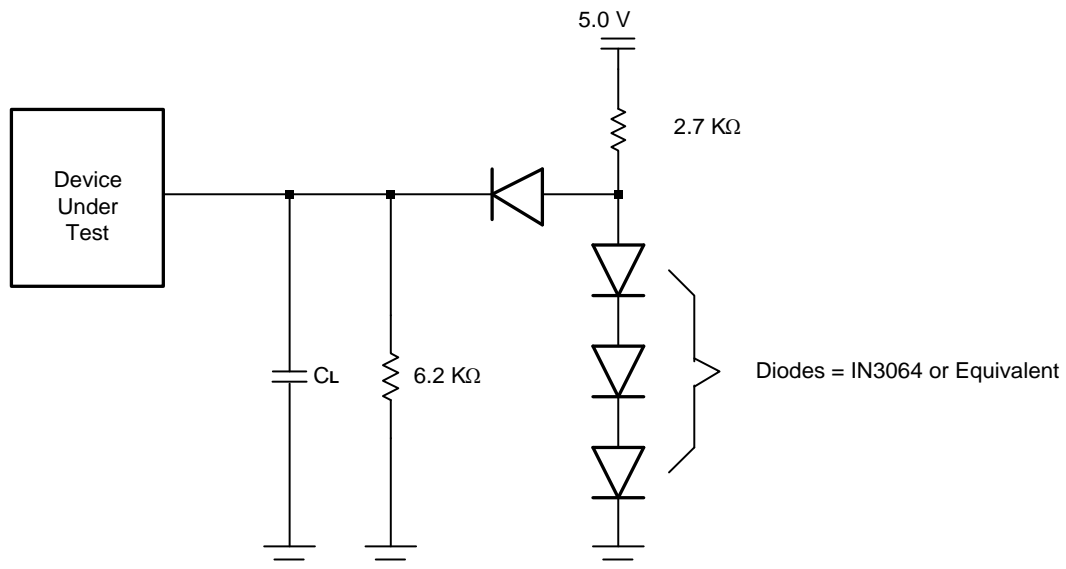 5.0 V
2.7 KΩ
Device
Under
Test
CL
6.2 KΩ
Diodes = IN3064 or Equivalent